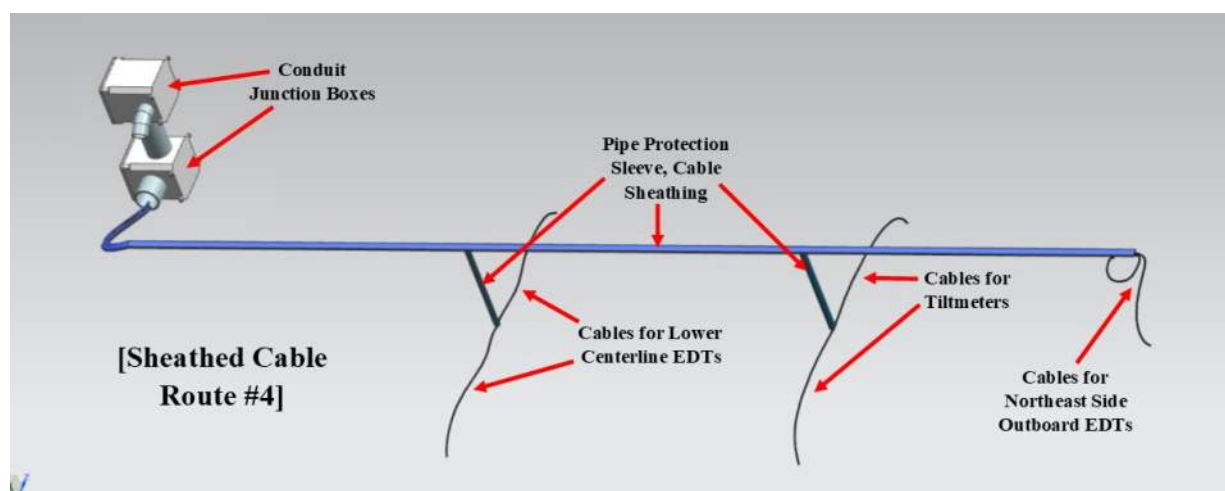 Conduit
Junction Boxes
Pipe Protection
Sleeve, Cable
Sheathing
Cables for
Tiltmeters
Cables for Lower
Centerline EDTs
[Sheathed Cable
Route #4]
Cables for
Northeast Side
Outboard EDTs